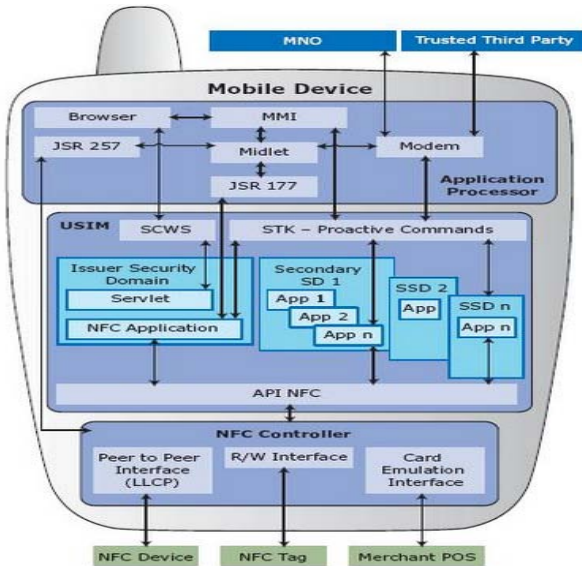 MNO
Trusted Third Party
Mobile Device
Browser
MMI
JSR 257
Midlet
Modem
JSR 177
Application
Processor
USIM
SCWS
STK – Proactive Commands
Issuer Security
Domain
Servlet
NFC Application
Secondary
SD 1
App 1
App 2
App n
SSD 2
App
SSD n
App n
API NFC
NFC Controller
Peer to Peer
Interface
(LLCP)
R/W Interface
Card
Emulation
Interface
NFC Device
NFC Tag
Merchant POS